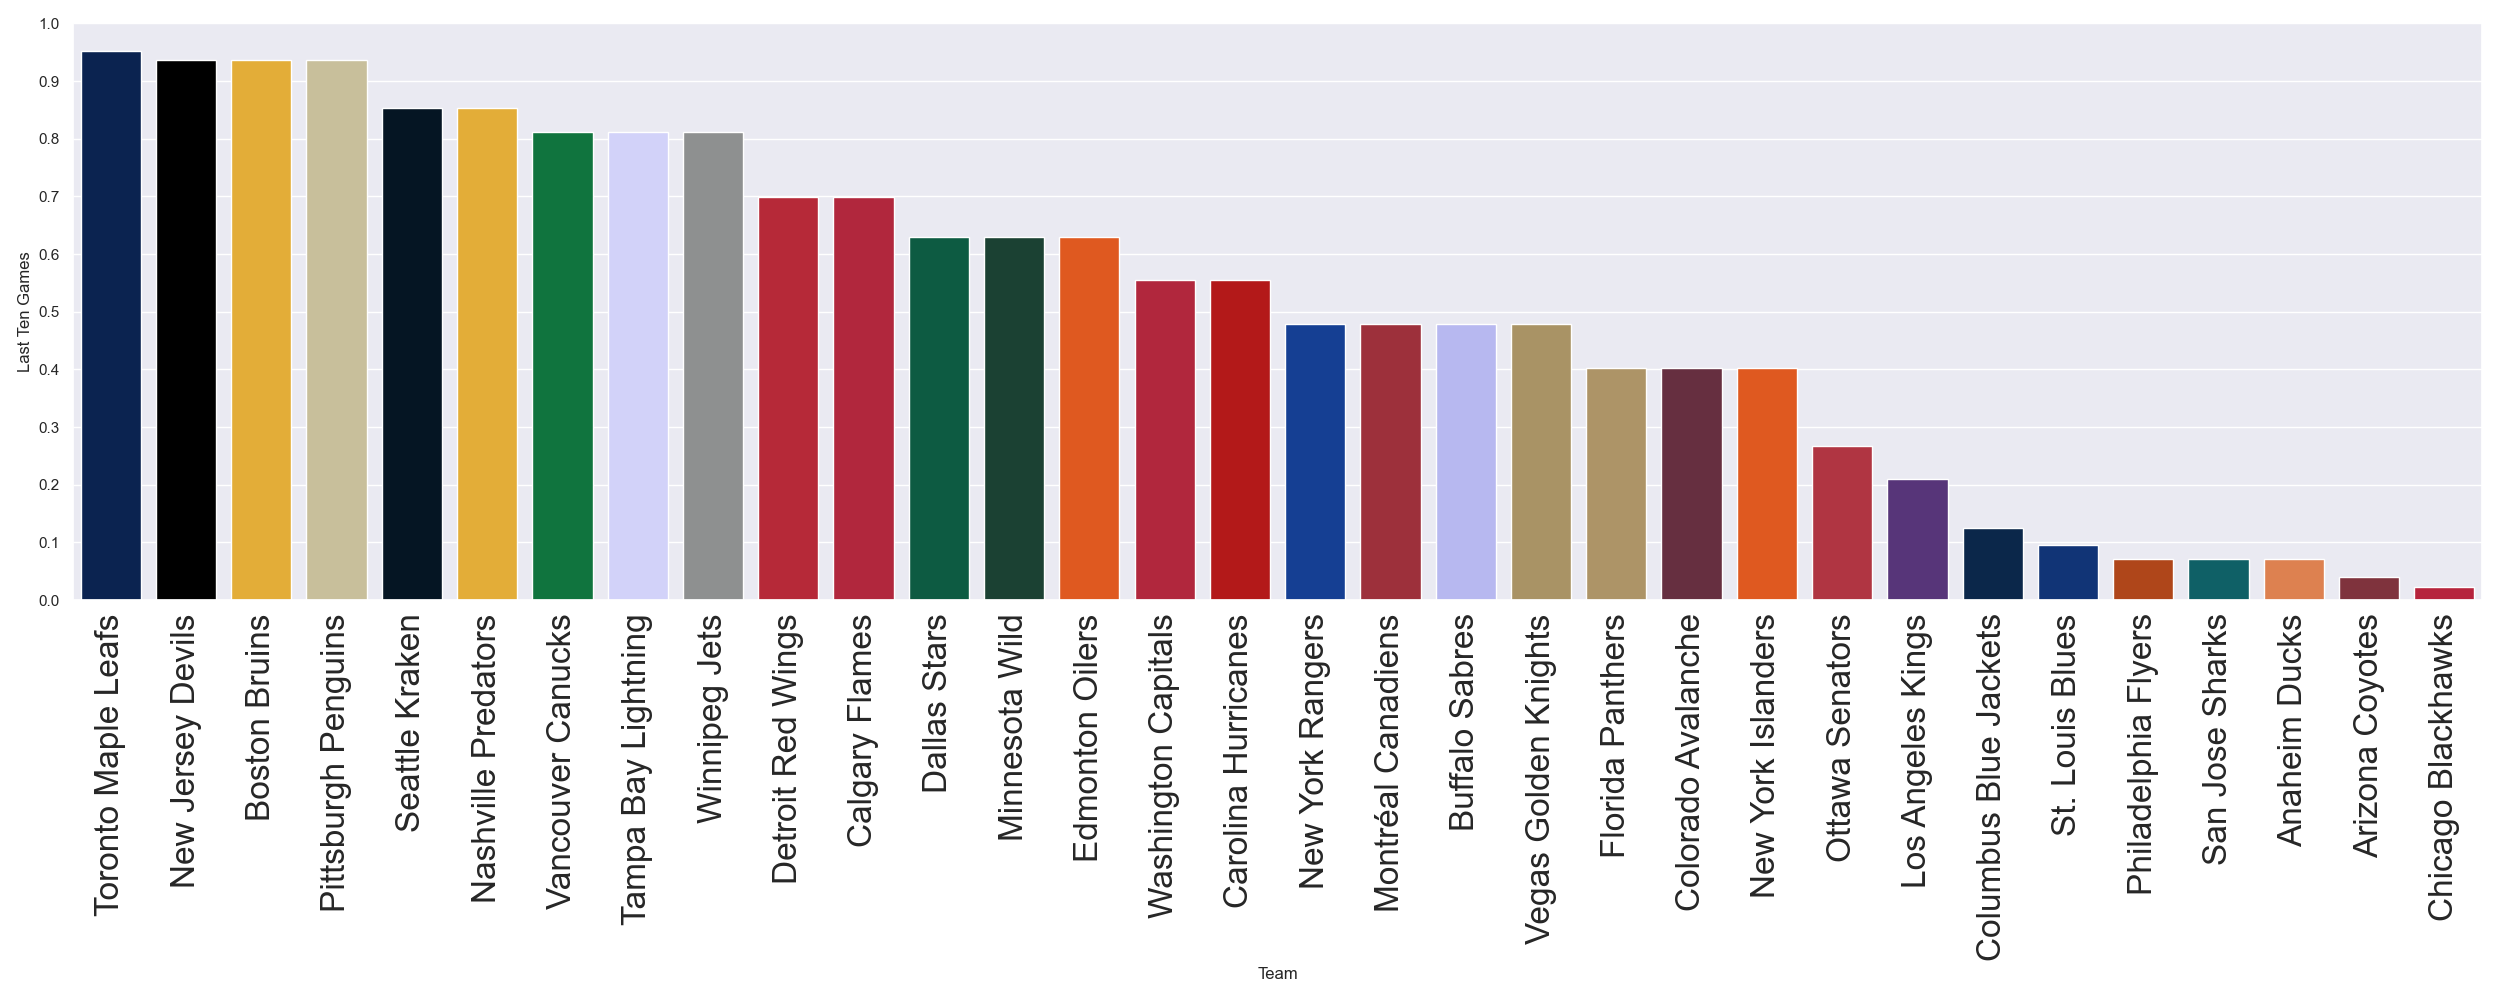 1.0
0.9
0.8
0.7
0.6
0.5
0.4
0.3
0.2
0.1
0.0
Last Ten Games
Toronto Maple Leafs
New Jersey Devils
Boston Bruins
Pittsburgh Penguins
Seattle Kraken
Nashville Predators
Vancouver Canucks
Tampa Bay Lightning
Winnipeg Jets
Detroit Red Wings
Calgary Flames
Dallas Stars
Minnesota Wild
Edmonton Oilers
Washington Capitals
Carolina Hurricanes
New York Rangers
Montréal Canadiens
Buffalo Sabres
Vegas Golden Knights
Florida Panthers
Colorado Avalanche
New York Islanders
Ottawa Senators
Los Angeles Kings
Columbus Blue Jackets
St. Louis Blues
Philadelphia Flyers
San Jose Sharks
Anaheim Ducks
Arizona Coyotes
Chicago Blackhawks
Team